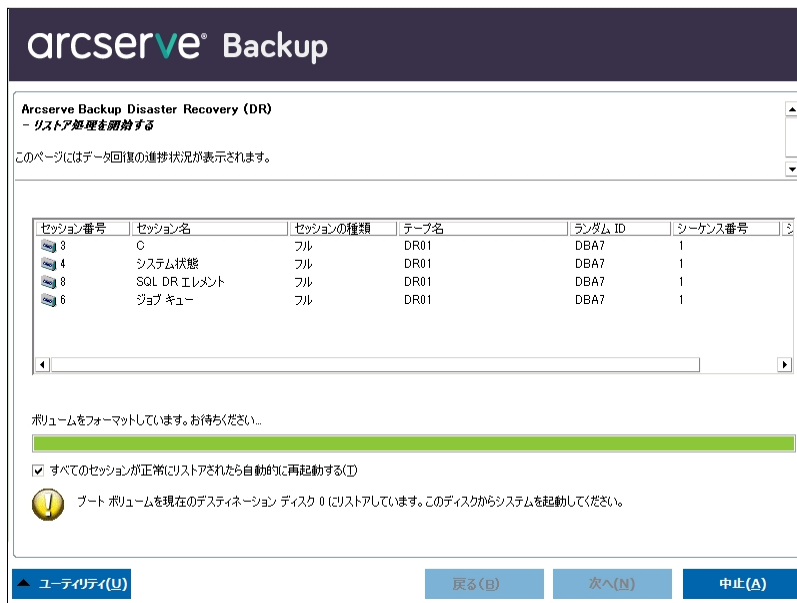 arcserve® Backup
Arcserve Backup Disaster Recovery (DR)
- リストア処理を開始する
このページにはデータ回復の進捗状況が表示されます。
セッション番号 セッション名 セッションの種類 テープ名 ランダム ID シーケンス番号
3 C フル DR01 DBA7 1
4 システム状態 フル DR01 DBA7 1
8 SQL DR エレメント フル DR01 DBA7 1
6 ジョブ キュー フル DR01 DBA7 1
ボリュームをフォーマットしています。お待ちください...
すべてのセッションが正常にリストアされたら自動的に再起動する(T)
ブート ボリュームを現在のデスティネーション ディスク 0 にリストアしています。このディスクからシステムを起動してください。
ユーティリティ(U) 戻る(B) 次へ(N) 中止(A)